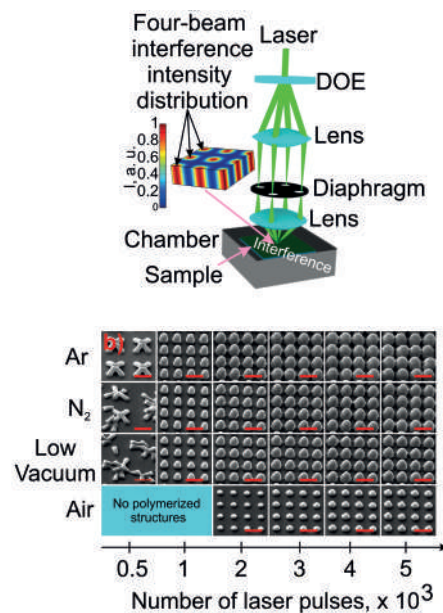 Four-beam
interference
intensity
distribution
Laser
DOE
Lens
Diaphragm
Lens
Interference
Chamber
Sample
1
0.8
0.6
0.4
0.2
0
I, a. u.
b)
Ar
N₂
Low
Vacuum
Air
No polymerized
structures
0.5 1 2 3 4 5
Number of laser pulses, x 10³